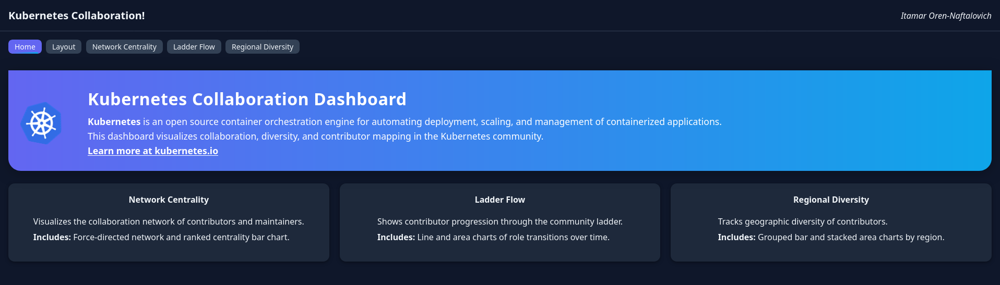 Kubernetes Collaboration!
Itamar Oren-Naftalovich
Home
Layout
Network Centrality
Ladder Flow
Regional Diversity
Kubernetes Collaboration Dashboard
Kubernetes is an open source container orchestration engine for automating deployment, scaling, and management of containerized applications.
This dashboard visualizes collaboration, diversity, and contributor mapping in the Kubernetes community.
Learn more at kubernetes.io
Network Centrality
Visualizes the collaboration network of contributors and maintainers.
Includes: Force-directed network and ranked centrality bar chart.
Ladder Flow
Shows contributor progression through the community ladder.
Includes: Line and area charts of role transitions over time.
Regional Diversity
Tracks geographic diversity of contributors.
Includes: Grouped bar and stacked area charts by region.